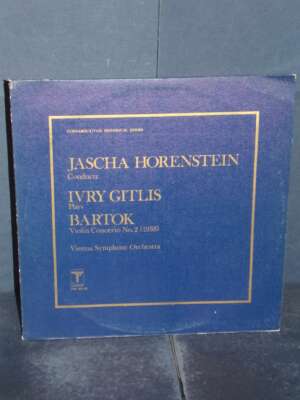 JASCHA HORENSTEIN
Conducts
IVRY GITLIS
Plays
BARTOK
Violin Concerto No. 2 (1938)
Vienna Symphony Orchestra